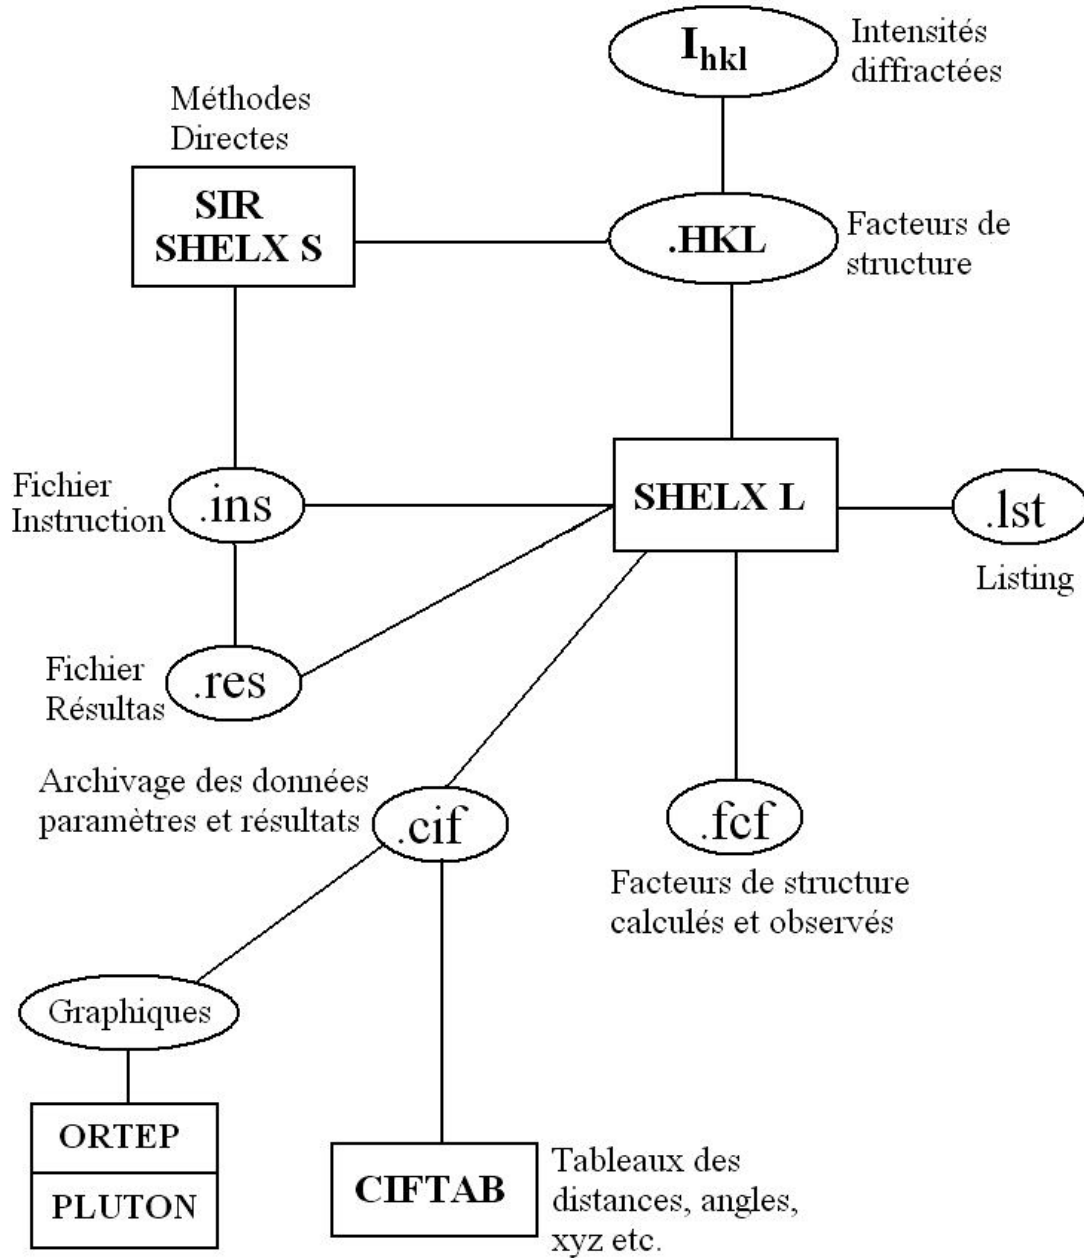 I_hkl
Intensités
diffractées
Méthodes
Directes
SIR
SHELX S
.HKL
Facteurs de
structure
Fichier
Instruction
.ins
SHELX L
.lst
Listing
Fichier
Résultas
.res
Archivage des données
paramètres et résultats
.cif
.fcf
Facteurs de structure
calculés et observés
Graphiques
ORTEP
PLUTON
CIFTAB
Tableaux des
distances, angles,
xyz etc.